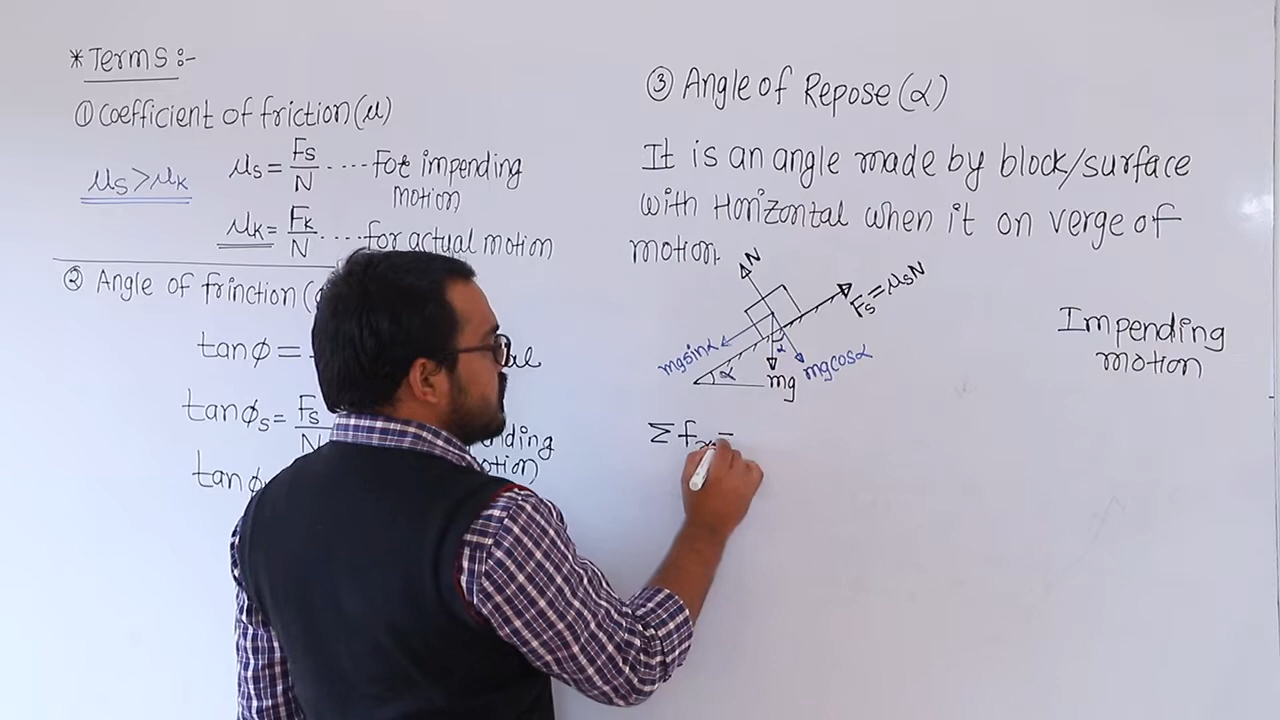 * Terms :-
① Coefficient of friction (μ)
μs > μk
μs = Fs/N ---- For impending
motion
μk = Fk/N ---- for actual motion
② Angle of frinction (
tanϕ =
tanϕs = Fs/N
tanϕ
③ Angle of Repose (α)
It is an angle made by block/surface
with Horizontal when it on verge of
motion.
N
Fs = μsN
mgsinα
α
α
mgcosα
mg
Impending
motion
Σfx =